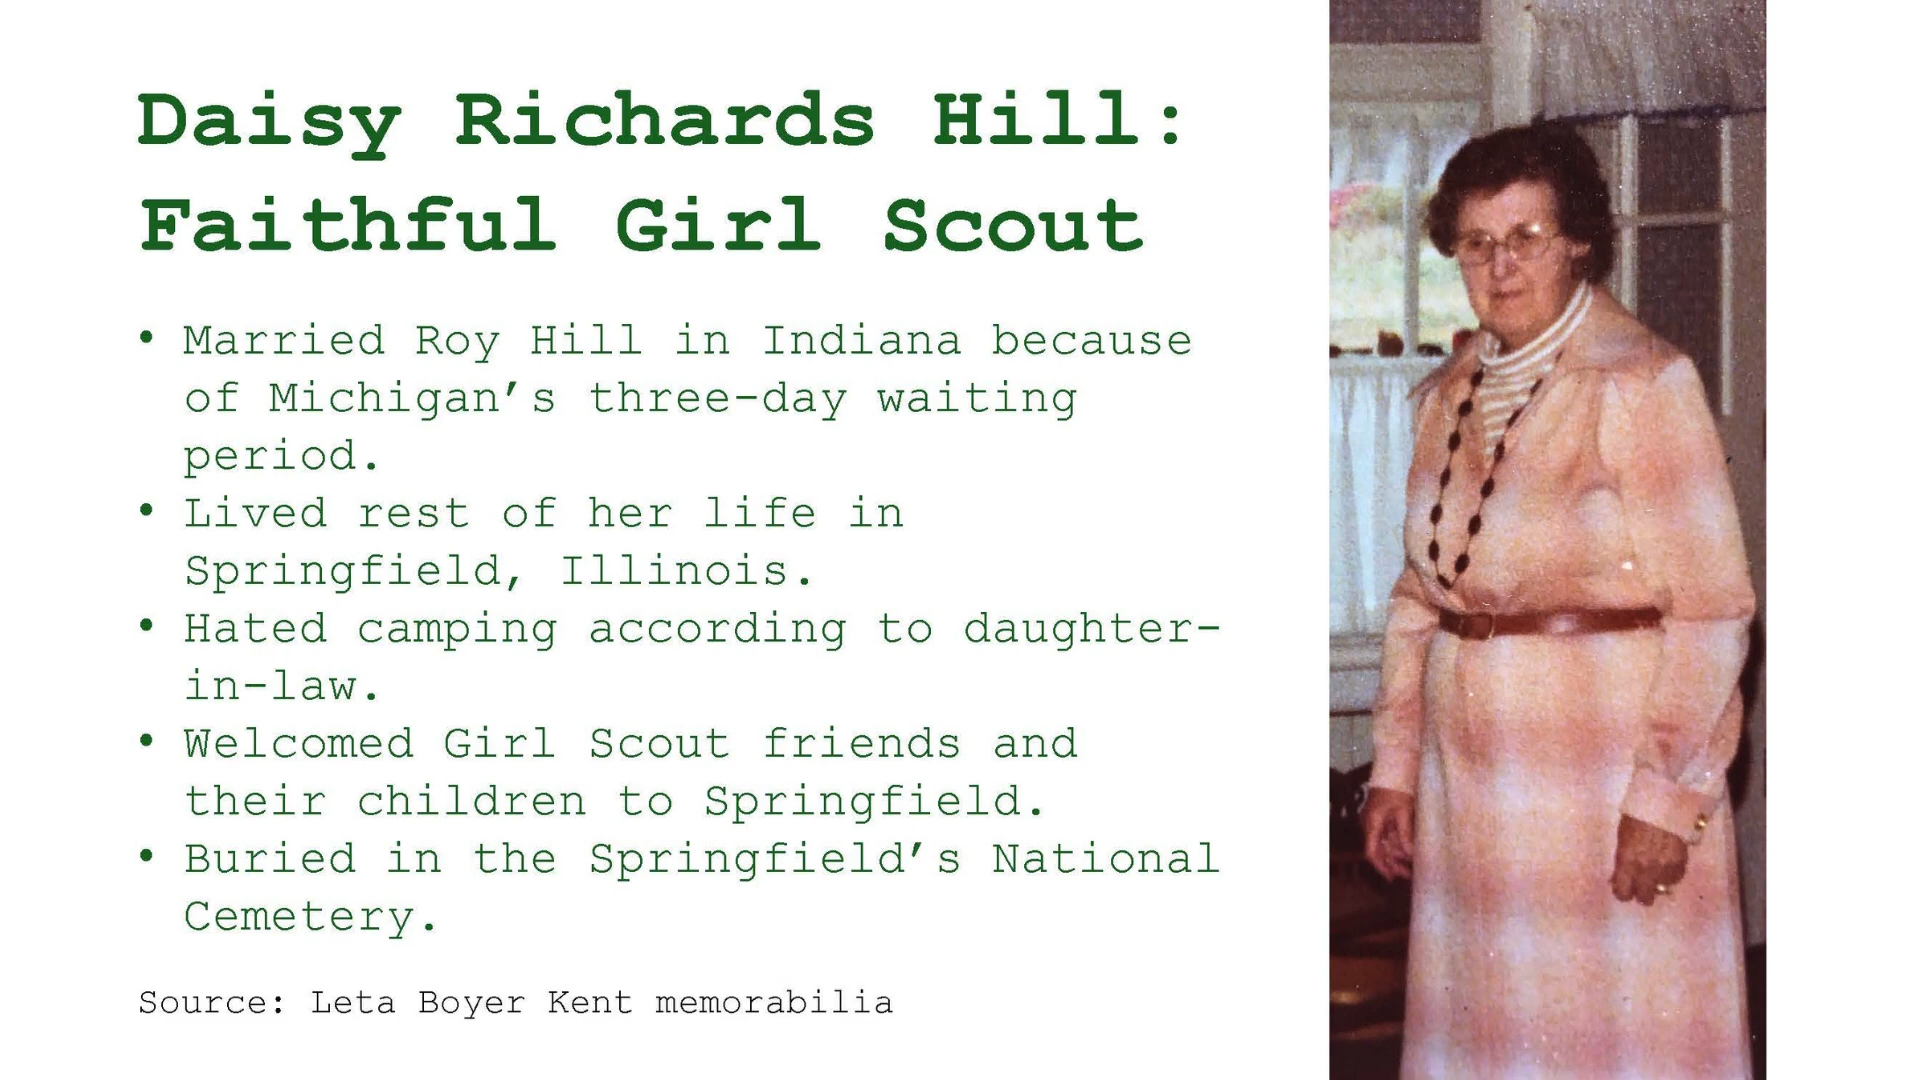 Daisy Richards Hill:
Faithful Girl Scout
• Married Roy Hill in Indiana because
of Michigan’s three-day waiting
period.
• Lived rest of her life in
Springfield, Illinois.
• Hated camping according to daughter-
in-law.
• Welcomed Girl Scout friends and
their children to Springfield.
• Buried in the Springfield’s National
Cemetery.
Source: Leta Boyer Kent memorabilia